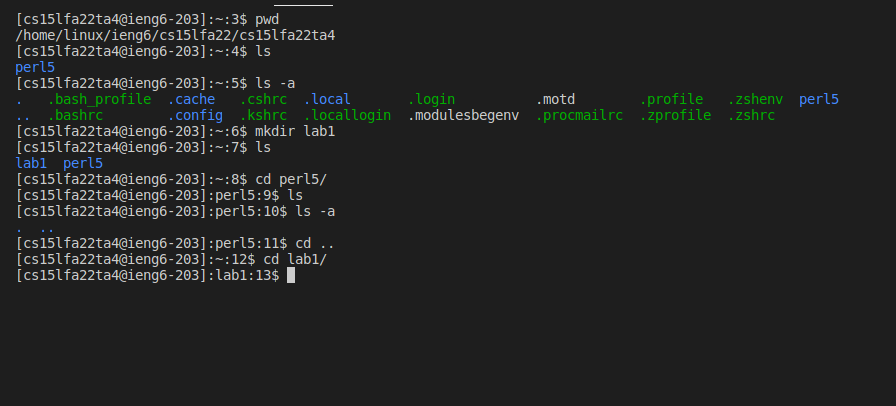 [cs15lfa22ta4@ieng6-203]:~:3$ pwd
/home/linux/ieng6/cs15lfa22/cs15lfa22ta4
[cs15lfa22ta4@ieng6-203]:~:4$ ls
perl5
[cs15lfa22ta4@ieng6-203]:~:5$ ls -a
.   .bash_profile  .cache   .cshrc  .local       .login           .motd        .profile   .zshenv  perl5
..  .bashrc        .config  .kshrc  .locallogin  .modulesbegenv  .procmailrc  .zprofile  .zshrc
[cs15lfa22ta4@ieng6-203]:~:6$ mkdir lab1
[cs15lfa22ta4@ieng6-203]:~:7$ ls
lab1  perl5
[cs15lfa22ta4@ieng6-203]:~:8$ cd perl5/
[cs15lfa22ta4@ieng6-203]:perl5:9$ ls
[cs15lfa22ta4@ieng6-203]:perl5:10$ ls -a
.  ..
[cs15lfa22ta4@ieng6-203]:perl5:11$ cd ..
[cs15lfa22ta4@ieng6-203]:~:12$ cd lab1/
[cs15lfa22ta4@ieng6-203]:lab1:13$